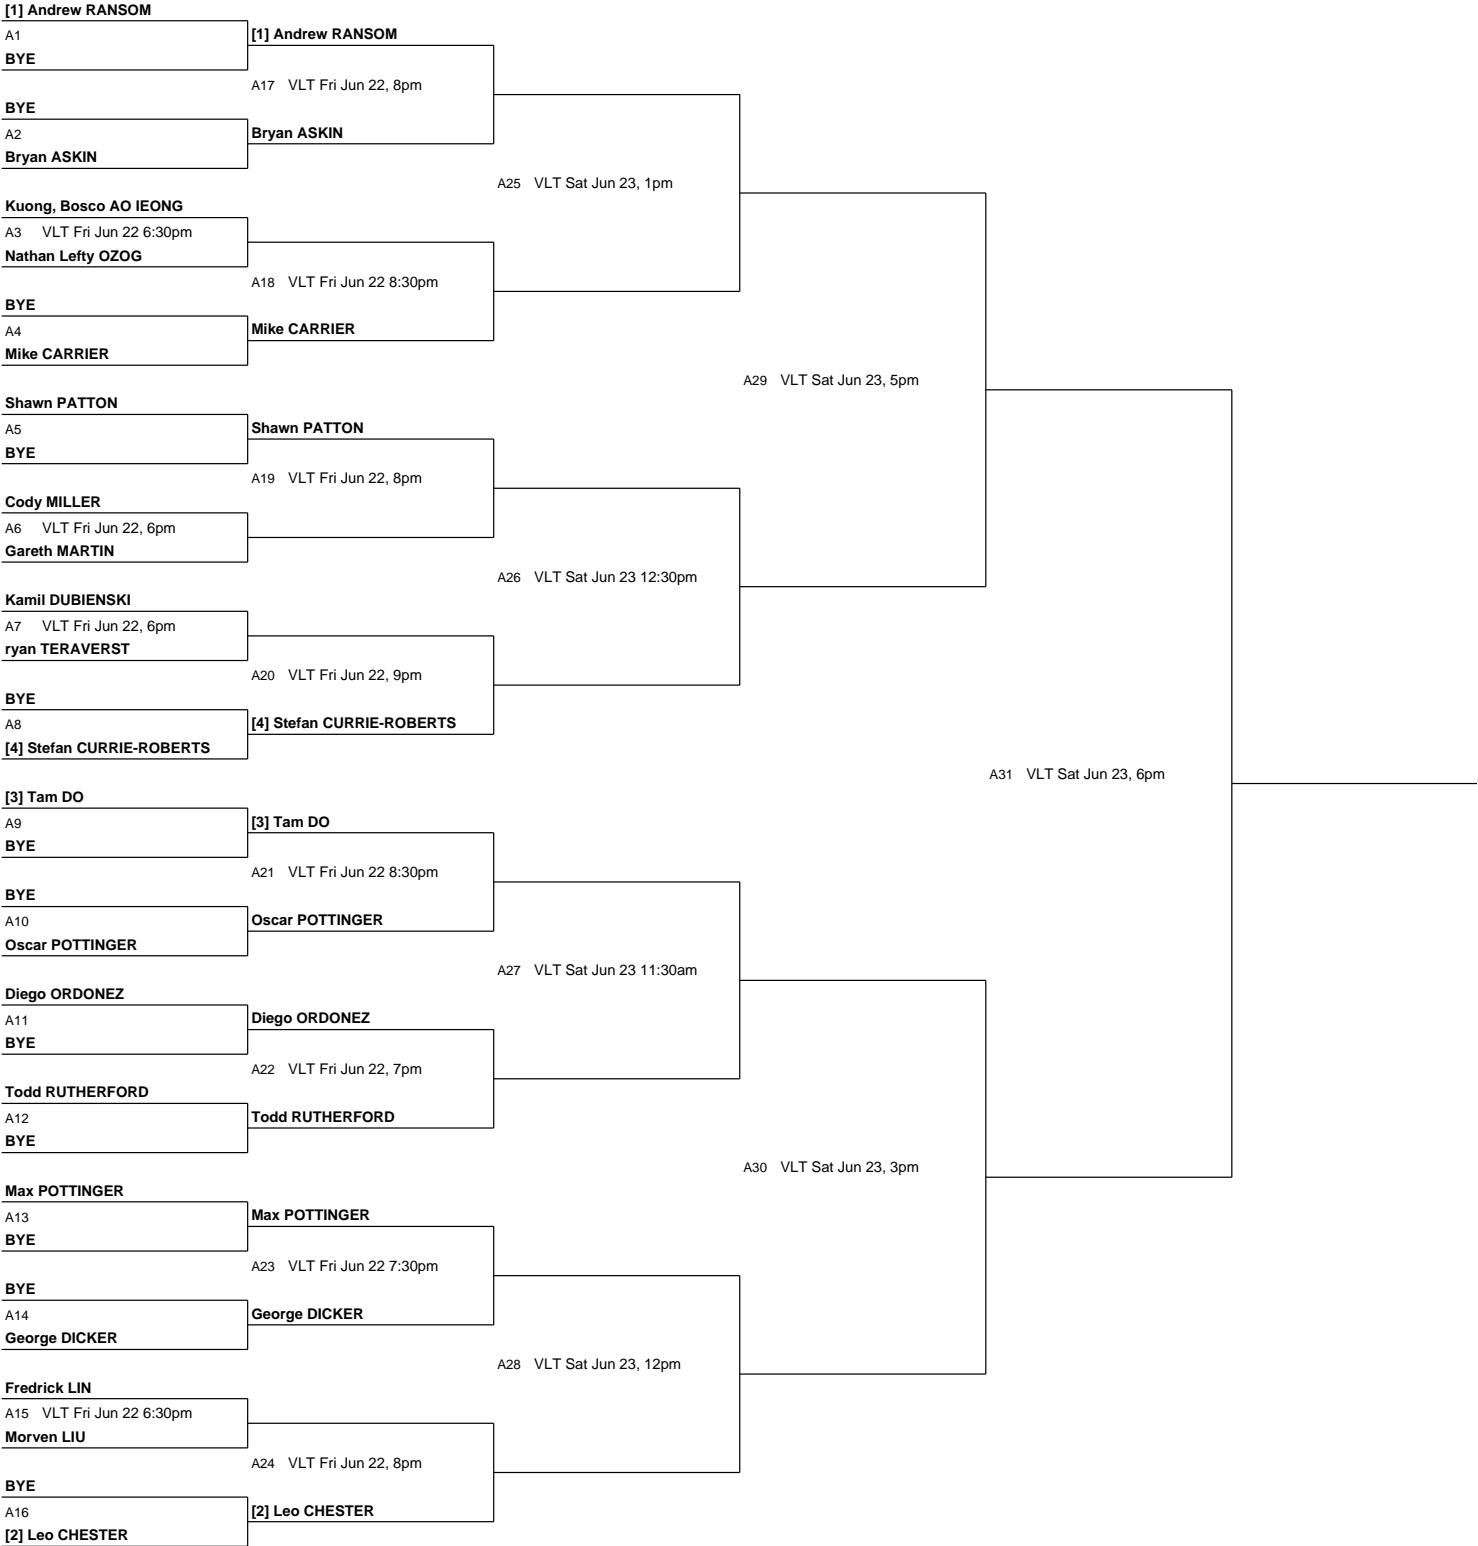 [1] Andrew RANSOM
A1
BYE
[1] Andrew RANSOM
A17 VLT Fri Jun 22, 8pm
BYE
A2
Bryan ASKIN
Bryan ASKIN
A25 VLT Sat Jun 23, 1pm
Kuong, Bosco AO IEONG
A3 VLT Fri Jun 22 6:30pm
Nathan Lefty OZOG
A18 VLT Fri Jun 22 8:30pm
BYE
A4
Mike CARRIER
Mike CARRIER
A29 VLT Sat Jun 23, 5pm
Shawn PATTON
A5
BYE
Shawn PATTON
A19 VLT Fri Jun 22, 8pm
Cody MILLER
A6 VLT Fri Jun 22, 6pm
Gareth MARTIN
A26 VLT Sat Jun 23 12:30pm
Kamil DUBIENSKI
A7 VLT Fri Jun 22, 6pm
ryan TERAVERST
A20 VLT Fri Jun 22, 9pm
BYE
A8
[4] Stefan CURRIE-ROBERTS
[4] Stefan CURRIE-ROBERTS
A31 VLT Sat Jun 23, 6pm
[3] Tam DO
A9
BYE
[3] Tam DO
A21 VLT Fri Jun 22 8:30pm
BYE
A10
Oscar POTTINGER
Oscar POTTINGER
A27 VLT Sat Jun 23 11:30am
Diego ORDONEZ
A11
BYE
Diego ORDONEZ
A22 VLT Fri Jun 22, 7pm
Todd RUTHERFORD
A12
BYE
Todd RUTHERFORD
A30 VLT Sat Jun 23, 3pm
Max POTTINGER
A13
BYE
Max POTTINGER
A23 VLT Fri Jun 22 7:30pm
BYE
A14
George DICKER
George DICKER
A28 VLT Sat Jun 23, 12pm
Fredrick LIN
A15 VLT Fri Jun 22 6:30pm
Morven LIU
A24 VLT Fri Jun 22, 8pm
BYE
A16
[2] Leo CHESTER
[2] Leo CHESTER